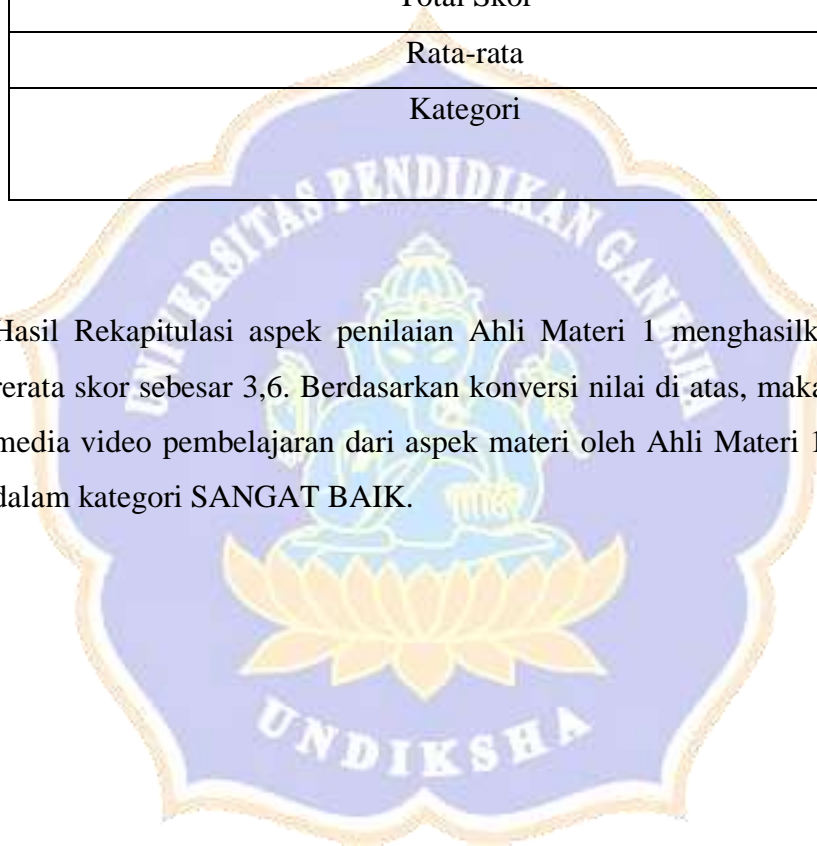 Total Skor
Rata-rata
Kategori
UNIVERSITAS PENDIDIKAN GANESHA
Hasil Rekapitulasi aspek penilaian Ahli Materi 1 menghasilk
rerata skor sebesar 3,6. Berdasarkan konversi nilai di atas, maka
media video pembelajaran dari aspek materi oleh Ahli Materi 1
dalam kategori SANGAT BAIK.
UNDIKSHA